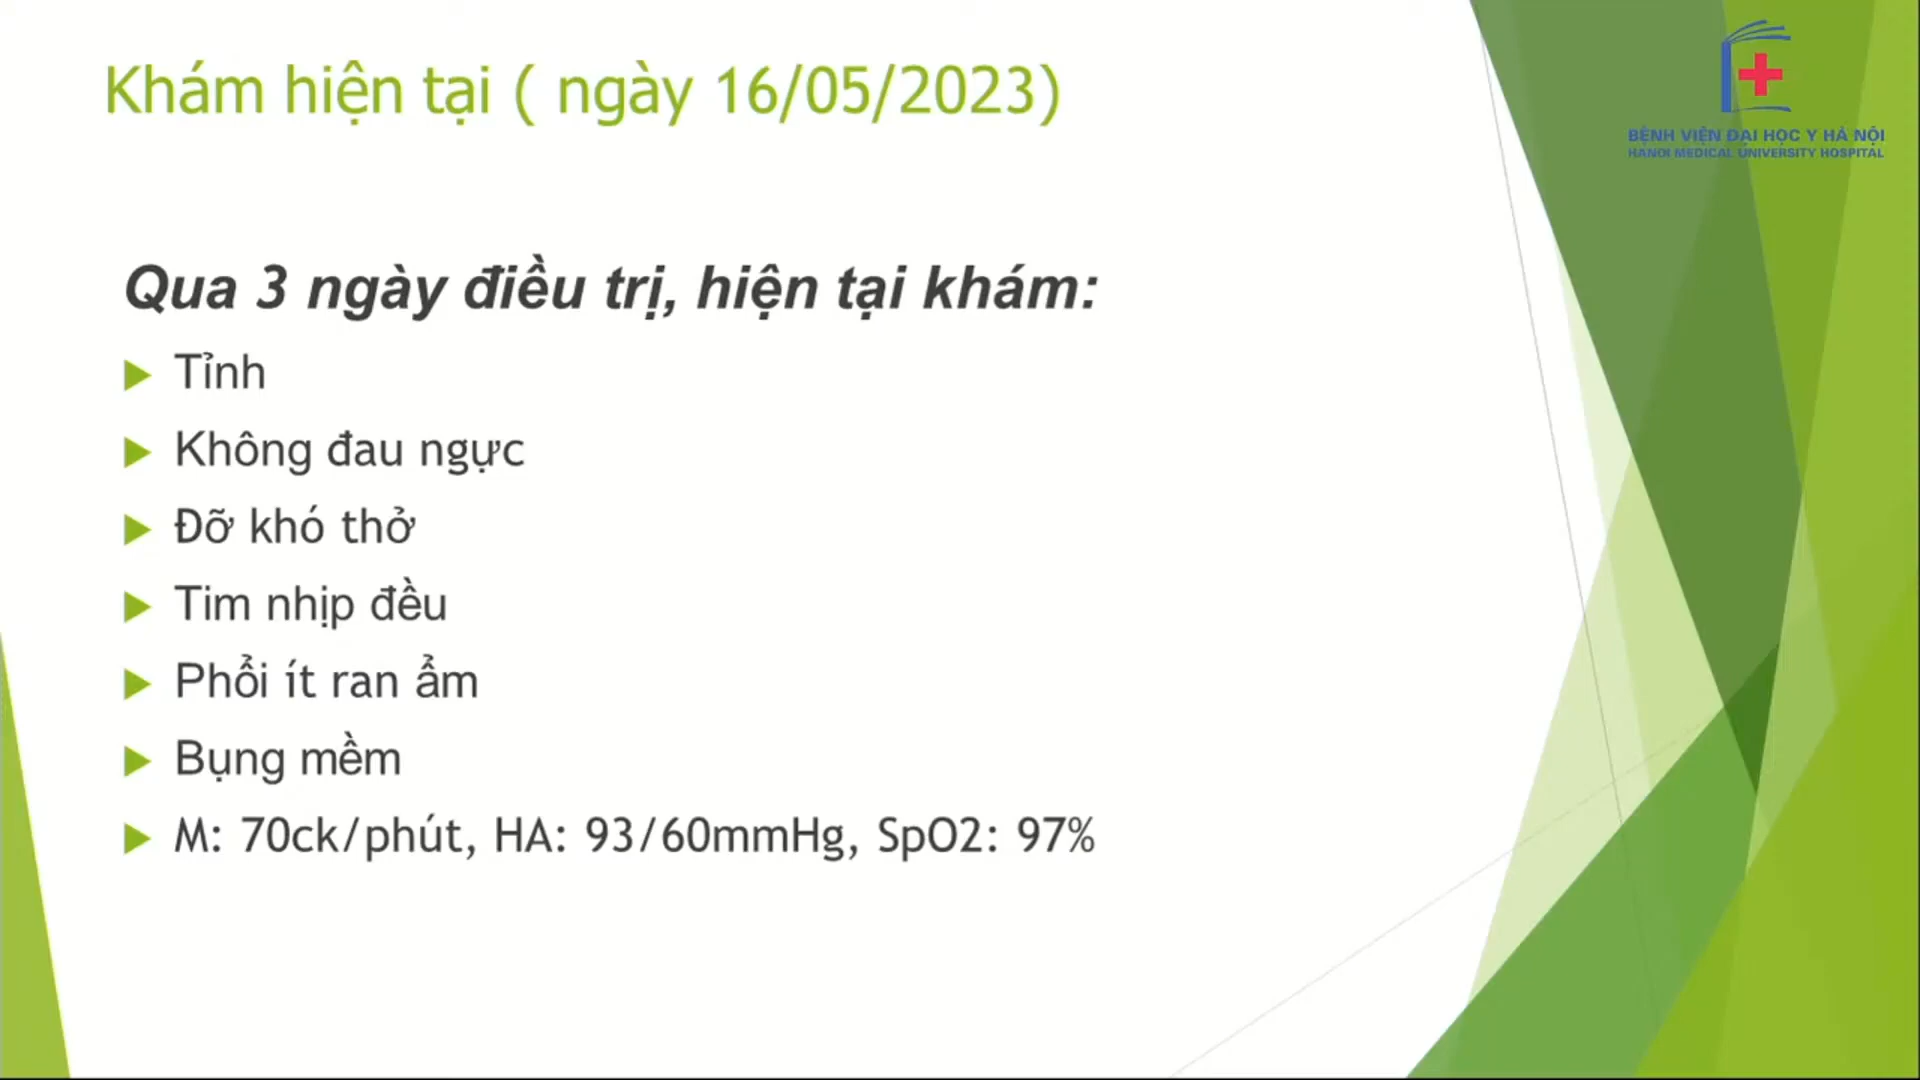 Khám hiện tại ( ngày 16/05/2023)
BỆNH VIỆN ĐẠI HỌC Y HÀ NỘI
HANOI MEDICAL UNIVERSITY HOSPITAL
Qua 3 ngày điều trị, hiện tại khám:
Tỉnh
Không đau ngực
Đỡ khó thở
Tim nhịp đều
Phổi ít ran ẩm
Bụng mềm
M: 70ck/phút, HA: 93/60mmHg, SpO2: 97%